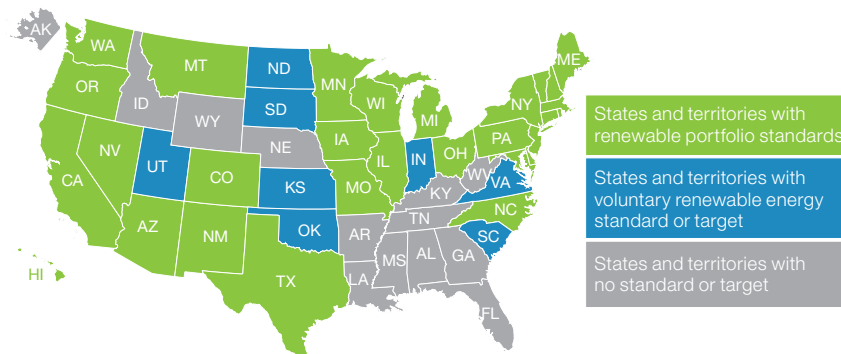 AK
WA
MT
ND
MN
ME
OR
ID
SD
WI
MI
NY
WY
IA
PA
NV
UT
NE
IL
IN
OH
WV
VA
CA
CO
KS
MO
KY
NC
AZ
NM
OK
AR
TN
SC
HI
TX
LA
MS
AL
GA
FL
States and territories with
renewable portfolio standards
States and territories with
voluntary renewable energy
standard or target
States and territories with
no standard or target